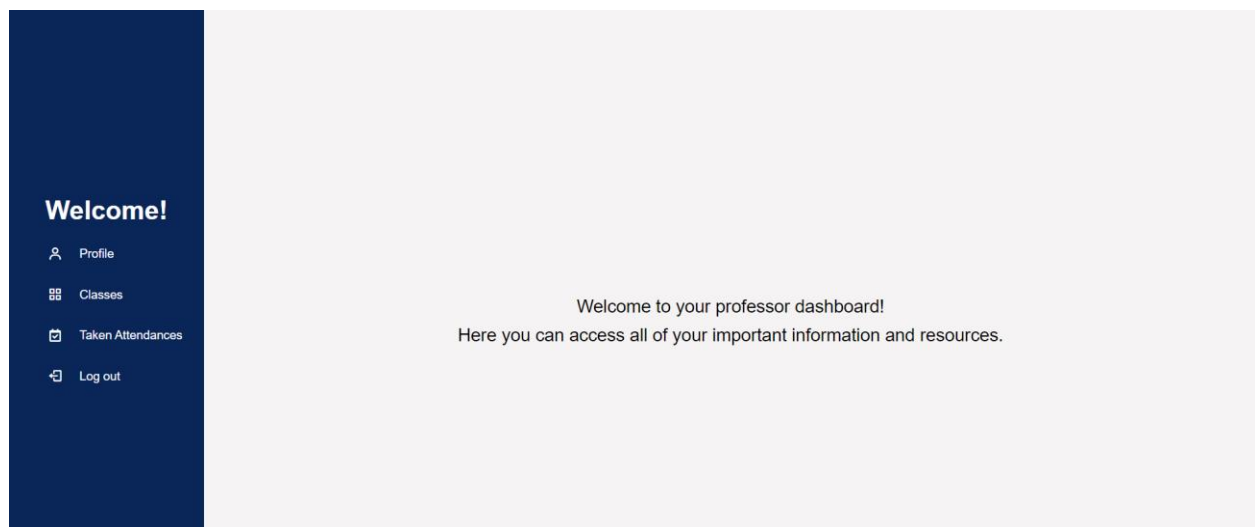 Welcome!
Profile
Classes
Taken Attendances
Log out
Welcome to your professor dashboard!
Here you can access all of your important information and resources.